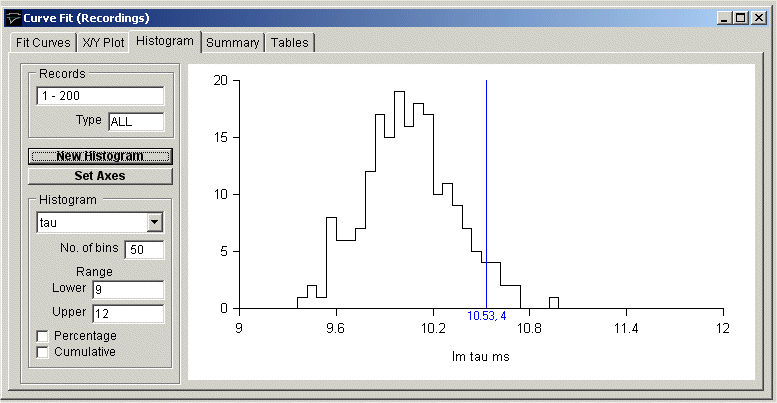 Curve Fit (Recordings)
Fit Curves X/Y Plot Histogram Summary Tables
Records
1 - 200
Type ALL
New Histogram
Set Axes
Histogram
tau
No. of bins 50
Range
Lower 9
Upper 12
Percentage
Cumulative
20
15
10
5
0
10.53, 4
9 9.6 10.2 10.8 11.4 12
Im tau ms